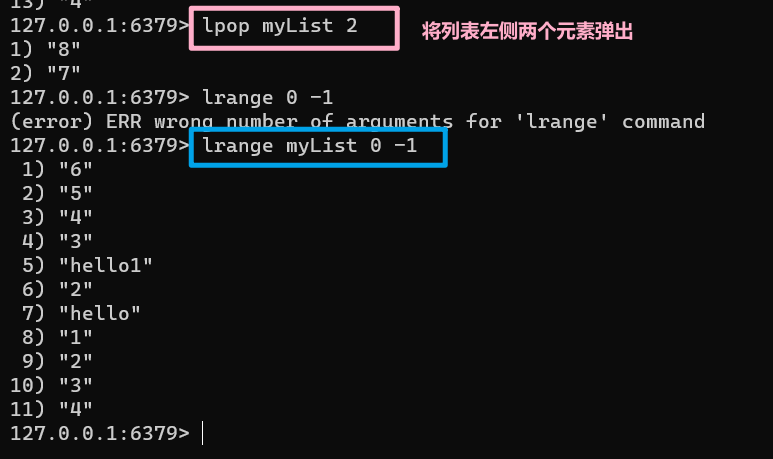 13) "4"
127.0.0.1:6379> lpop myList 2 将列表左侧两个元素弹出
1) "8"
2) "7"
127.0.0.1:6379> lrange 0 -1
(error) ERR wrong number of arguments for 'lrange' command
127.0.0.1:6379> lrange myList 0 -1
1) "6"
2) "5"
3) "4"
4) "3"
5) "hello1"
6) "2"
7) "hello"
8) "1"
9) "2"
10) "3"
11) "4"
127.0.0.1:6379>